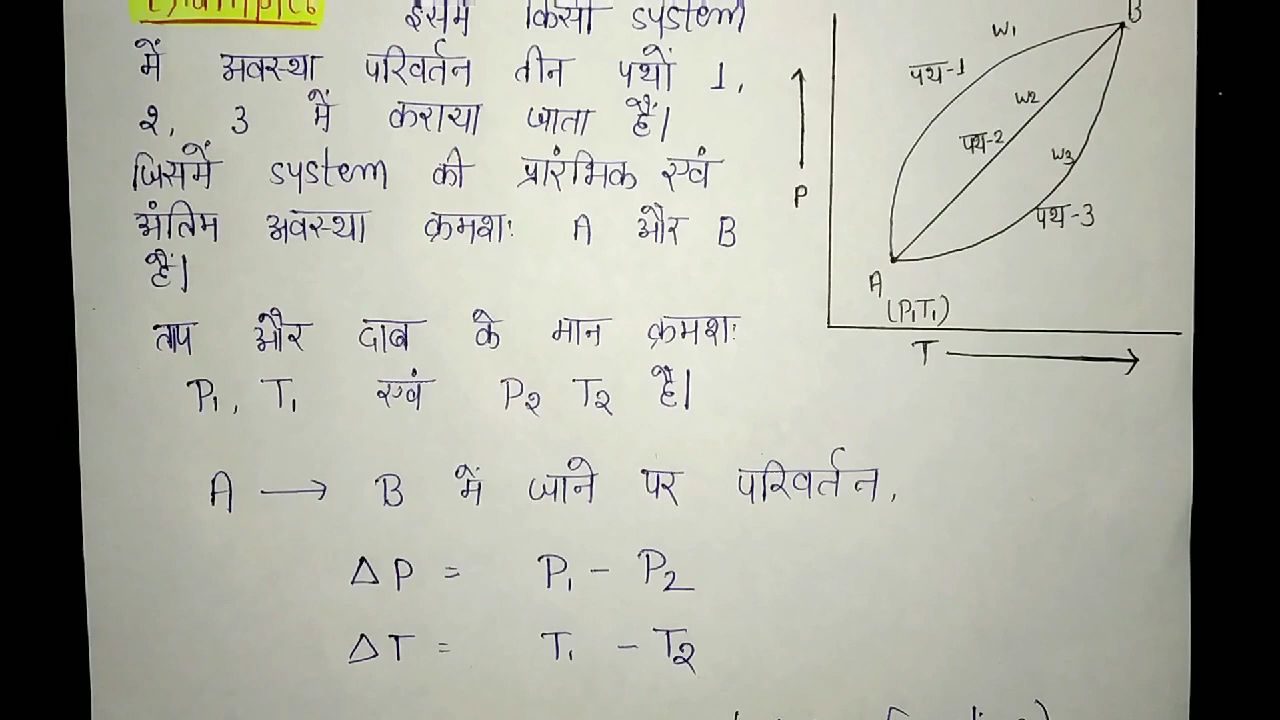 Example
इसमें किसी system
में अवस्था परिवर्तन तीन पथों 1,
2, 3 में कराया जाता है।
जिसमें system की प्रारंभिक एवं
अंतिम अवस्था क्रमशः A और B
हैं।
ताप और दाब के मान क्रमशः
P₁, T₁ एवं P₂ T₂ है।
A → B में जाने पर परिवर्तन,
ΔP = P₁ - P₂
ΔT = T₁ - T₂
B
W₁
पथ-1
W₂
पथ-2
W₃
पथ-3
P
A
(P₁T₁)
T